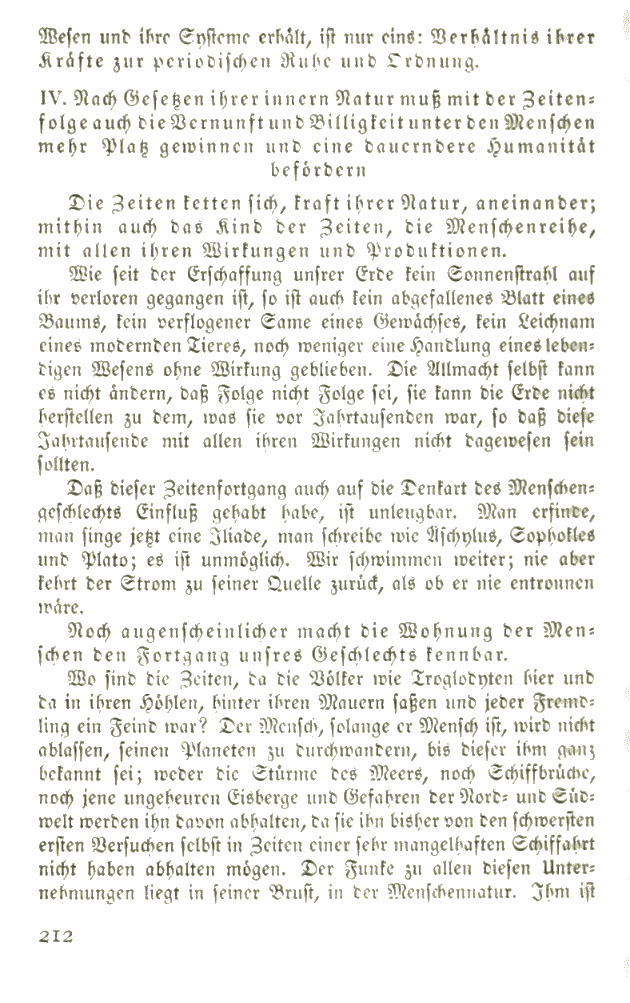 Wesen und ihre Systeme erhält, ist nur eins: Verhältnis ihrer
Kräfte zur periodischen Ruhe und Ordnung.
IV. Nach Gesetzen ihrer innern Natur muß mit der Zeiten-
folge auch die Vernunft und Billigkeit unter den Menschen
mehr Platz gewinnen und eine dauerndere Humanität
befördern
Die Zeiten ketten sich, kraft ihrer Natur, aneinander;
mithin auch das Kind der Zeiten, die Menschenreihe,
mit allen ihren Wirkungen und Produktionen.
Wie seit der Erschaffung unsrer Erde kein Sonnenstrahl auf
ihr verloren gegangen ist, so ist auch kein abgefallenes Blatt eines
Baums, kein verflogener Same eines Gewächses, kein Leichnam
eines modernden Tieres, noch weniger eine Handlung eines leben-
digen Wesens ohne Wirkung geblieben. Die Allmacht selbst kann
es nicht ändern, daß Folge nicht Folge sei, sie kann die Erde nicht
herstellen zu dem, was sie vor Jahrtausenden war, so daß diese
Jahrtausende mit allen ihren Wirkungen nicht dagewesen sein
sollten.
Daß dieser Zeitenfortgang auch auf die Denkart des Menschen-
geschlechts Einfluß gehabt habe, ist unleugbar. Man erfinde,
man singe jetzt eine Iliade, man schreibe wie Äschylus, Sophokles
und Plato; es ist unmöglich. Wir schwimmen weiter; nie aber
kehrt der Strom zu seiner Quelle zurück, als ob er nie entronnen
wäre.
Noch augenscheinlicher macht die Wohnung der Men-
schen den Fortgang unsres Geschlechts kennbar.
Wo sind die Zeiten, da die Völker wie Troglodyten hier und
da in ihren Höhlen, hinter ihren Mauern saßen und jeder Fremd-
ling ein Feind war? Der Mensch, solange er Mensch ist, wird nicht
ablassen, seinen Planeten zu durchwandern, bis dieser ihm ganz
bekannt sei; weder die Stürme des Meers, noch Schiffbrüche,
noch jene ungeheuren Eisberge und Gefahren der Nord- und Süd-
welt werden ihn davon abhalten, da sie ihn bisher von den schwersten
ersten Versuchen selbst in Zeiten einer sehr mangelhaften Schiffahrt
nicht haben abhalten mögen. Der Funke zu allen diesen Unter-
nehmungen liegt in seiner Brust, in der Menschennatur. Ihm ist
212